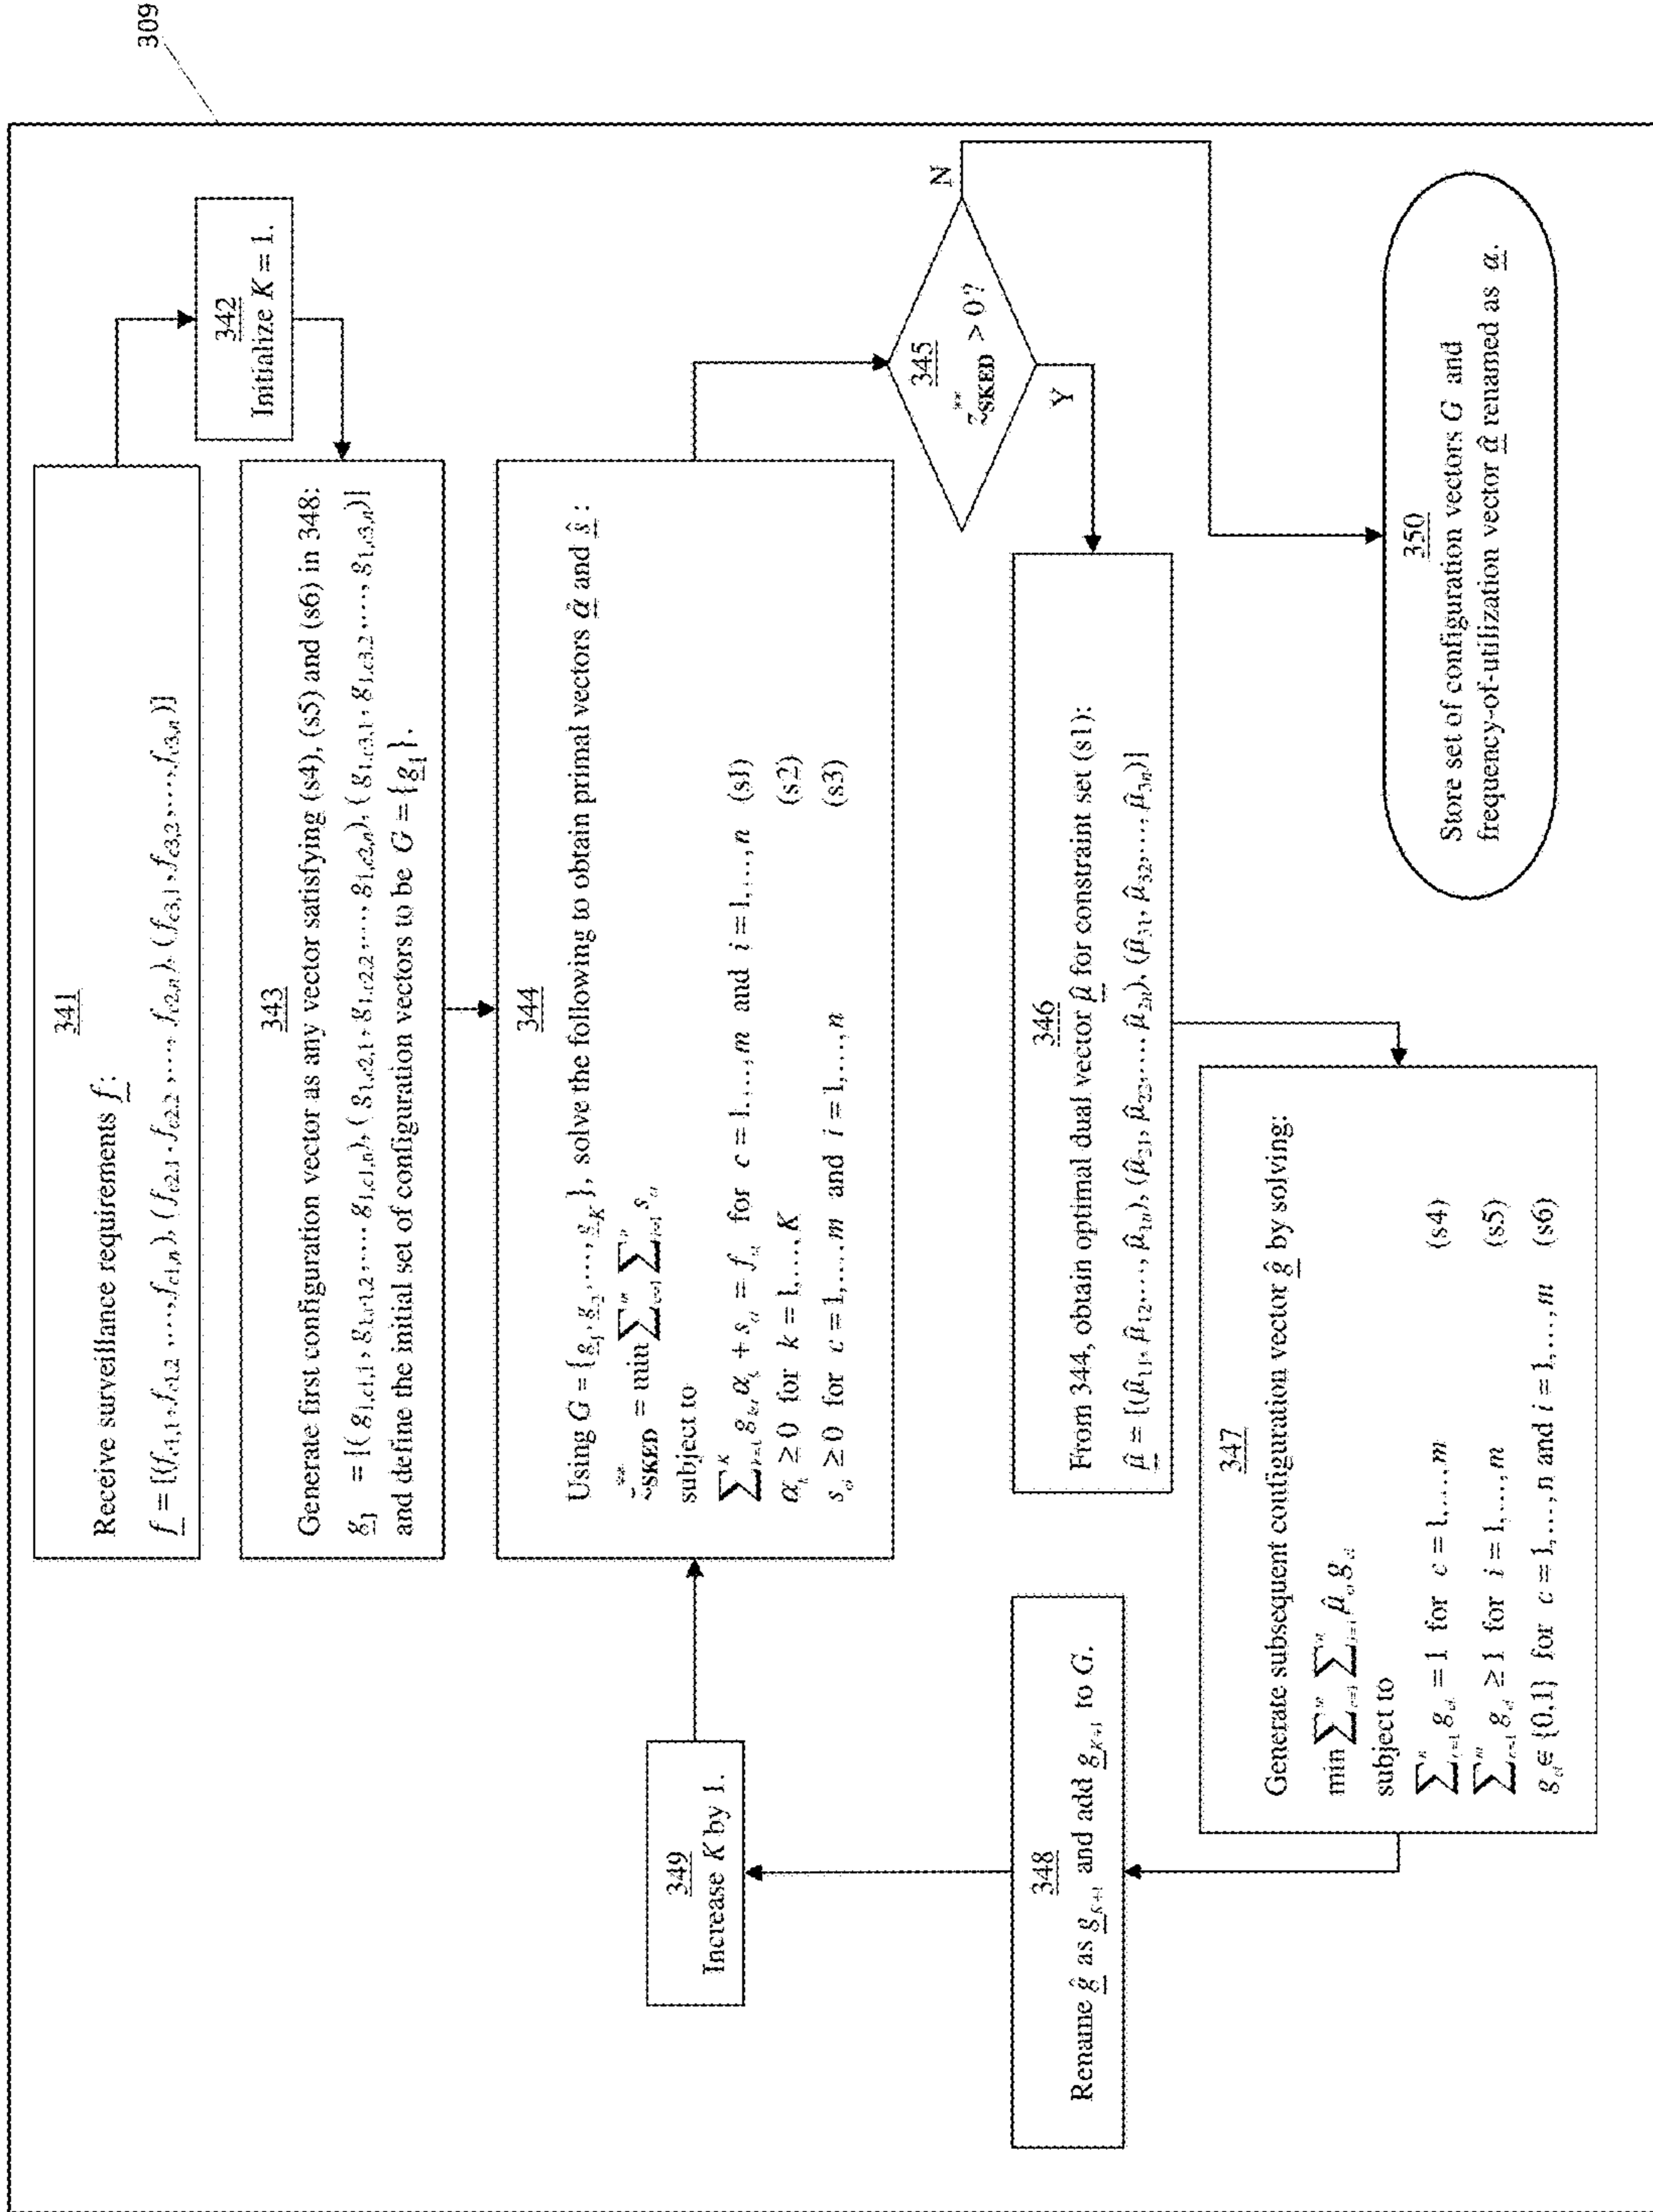 309
341
Receive surveillance requirements f:
f = [(f_{c1,1}, f_{c1,2}, …, f_{c1,n}), (f_{c2,1}, f_{c2,2}, …, f_{c2,n}), (f_{c3,1}, f_{c3,2}, …, f_{c3,n})]
342
Initialize K = 1.
343
Generate first configuration vector as any vector satisfying (s4), (s5) and (s6) in 348:
g_1 = [(g_{1,c1,1}, g_{1,c1,2}, …, g_{1,c1,n}), (g_{1,c2,1}, g_{1,c2,2}, …, g_{1,c2,n}), (g_{1,c3,1}, g_{1,c3,2}, …, g_{1,c3,n})]
and define the initial set of configuration vectors to be G = {g_1}.
344
Using G = {g_1, g_2, …, g_K}, solve the following to obtain primal vectors α̂ and ŝ :
z**_SKED = min ∑_{c=1}^m ∑_{i=1}^n s_{ci}
subject to
∑_{k=1}^K g_{kci} α_k + s_{ci} = f_{ci} for c = 1,…,m and i = 1,…,n (s1)
α_k ≥ 0 for k = 1,…,K (s2)
s_{ci} ≥ 0 for c = 1,…,m and i = 1,…,n (s3)
345
z**_SKED > 0?
N
Y
346
From 344, obtain optimal dual vector μ̂ for constraint set (s1):
μ̂ = [(μ̂_{11}, μ̂_{12},…, μ̂_{1n}), (μ̂_{21}, μ̂_{22},…, μ̂_{2n}), (μ̂_{31}, μ̂_{32},…, μ̂_{3n})]
347
Generate subsequent configuration vector ĝ by solving:
min ∑_{c=1}^m ∑_{i=1}^n μ̂_{ci} g_{ci}
subject to
∑_{i=1}^n g_{ci} = 1 for c = 1,…,m (s4)
∑_{c=1}^m g_{ci} ≥ 1 for i = 1,…,m (s5)
g_{ci} ∈ {0,1} for c = 1,…,n and i = 1,…,m (s6)
348
Rename ĝ as g_{K+1} and add g_{K+1} to G.
349
Increase K by 1.
350
Store set of configuration vectors G and
frequency-of-utilization vector α̂ renamed as α.